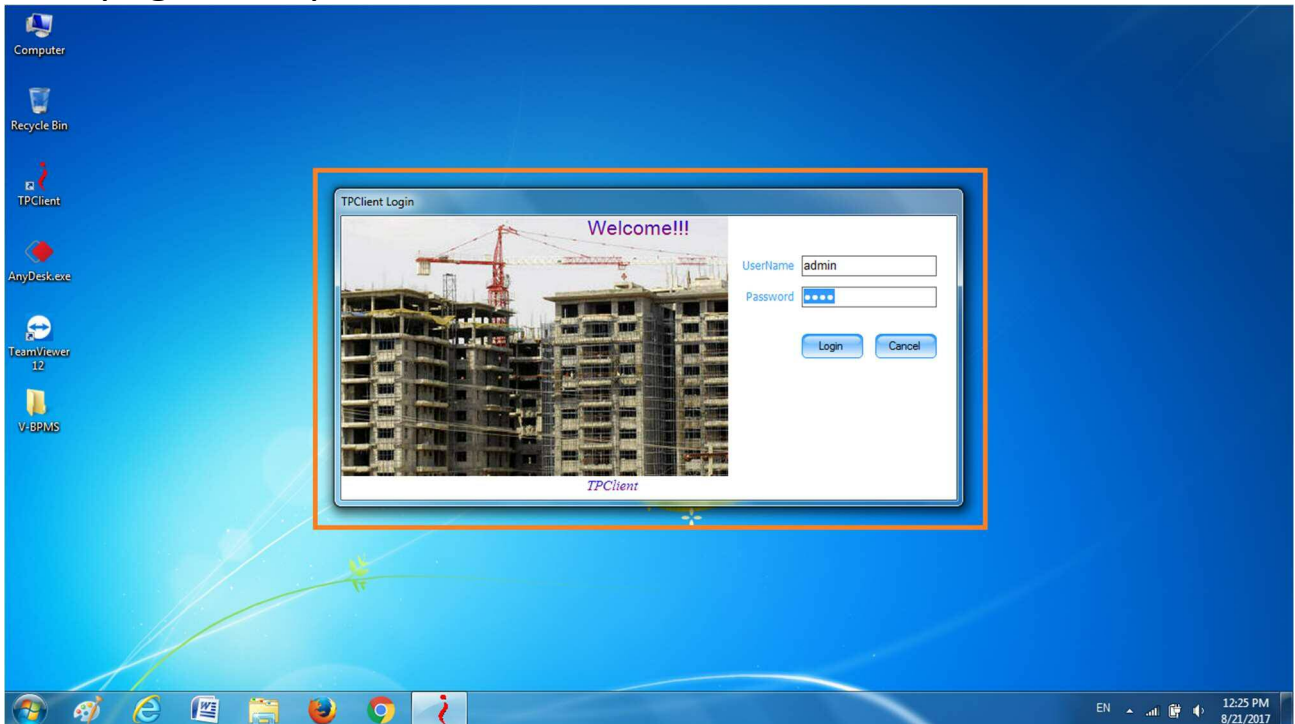 Computer
Recycle Bin
TPClient
AnyDesk.exe
TeamViewer
12
V-BPMS
TPClient Login
Welcome!!!
UserName admin
Password ●●●●
Login Cancel
TPClient
EN
12:25 PM
8/21/2017